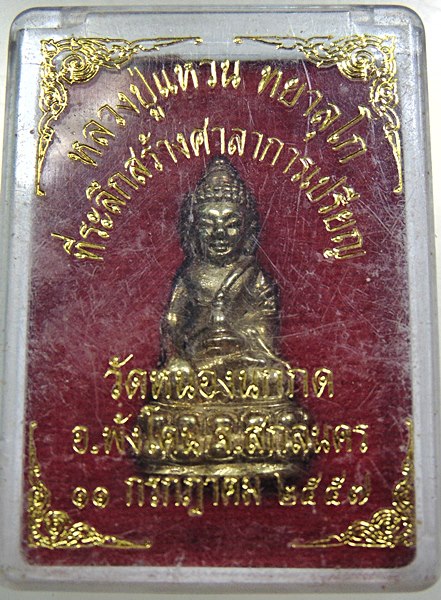 หลวงปู่แหวน ทยาลุโก
ที่ระลึกสร้างศาลาการเปรียญ
วัดหนองนกกด
อ.พังโคน จ.สกลนคร
๑๑ กรกฎาคม ๒๕๕๗